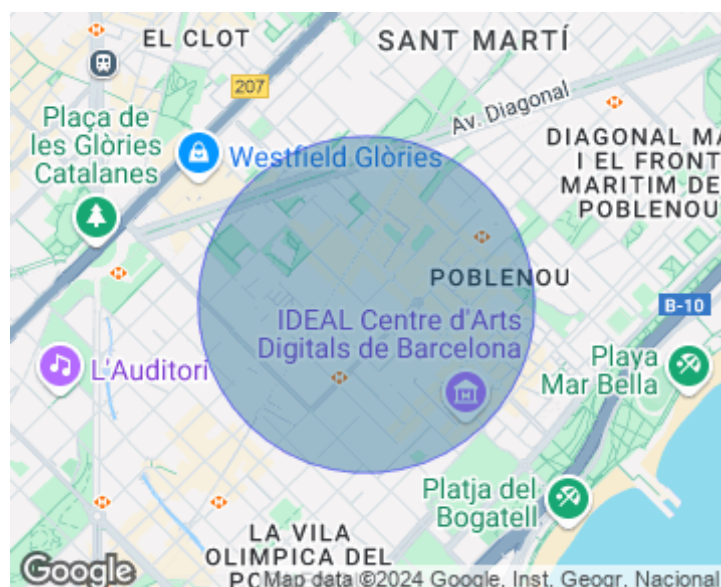 EL CLOT
SANT MARTÍ
207
Av. Diagonal
Plaça de
les Glòries
Catalanes
Westfield Glòries
DIAGONAL MA
I EL FRONT
MARITIM DE
POBLENOU
POBLENOU
B-10
IDEAL Centre d'Arts
Digitals de Barcelona
L'Auditori
Playa
Mar Bella
Platja del
Bogatell
LA VILA
OLIMPICA DEL
Google
Map data ©2024 Google, Inst. Geogr. Nacional